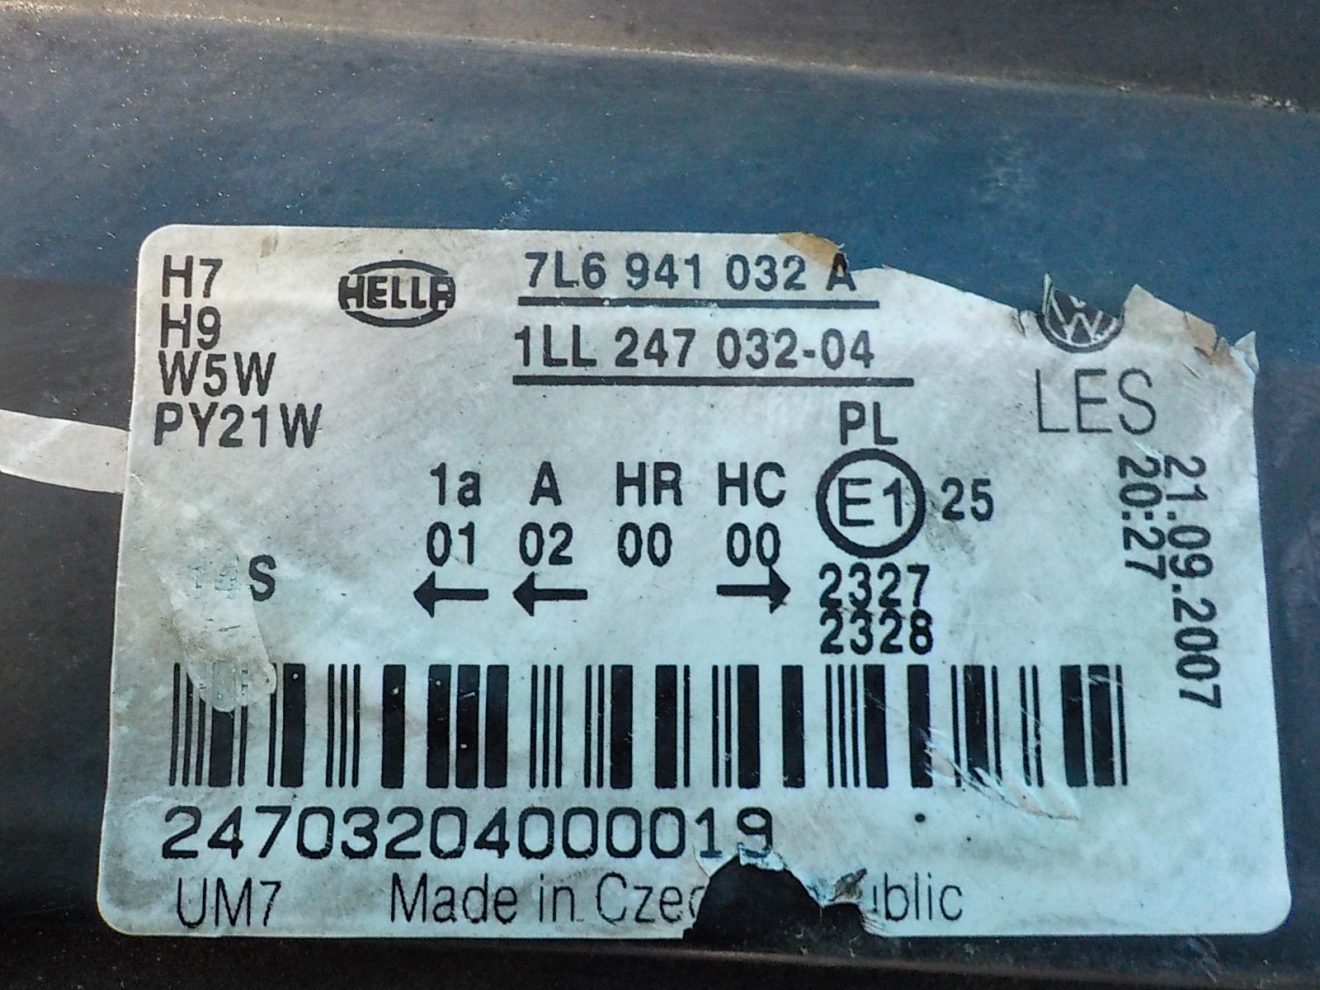 H7
H9
W5W
PY21W
HELLA
7L6 941 032 A
1LL 247 032-04
LES
PL
1a A HR HC E1 25
01 02 00 00
← ← → 2327
2328
S
21.09.2007
20:27
24703204000019
UM7 Made in